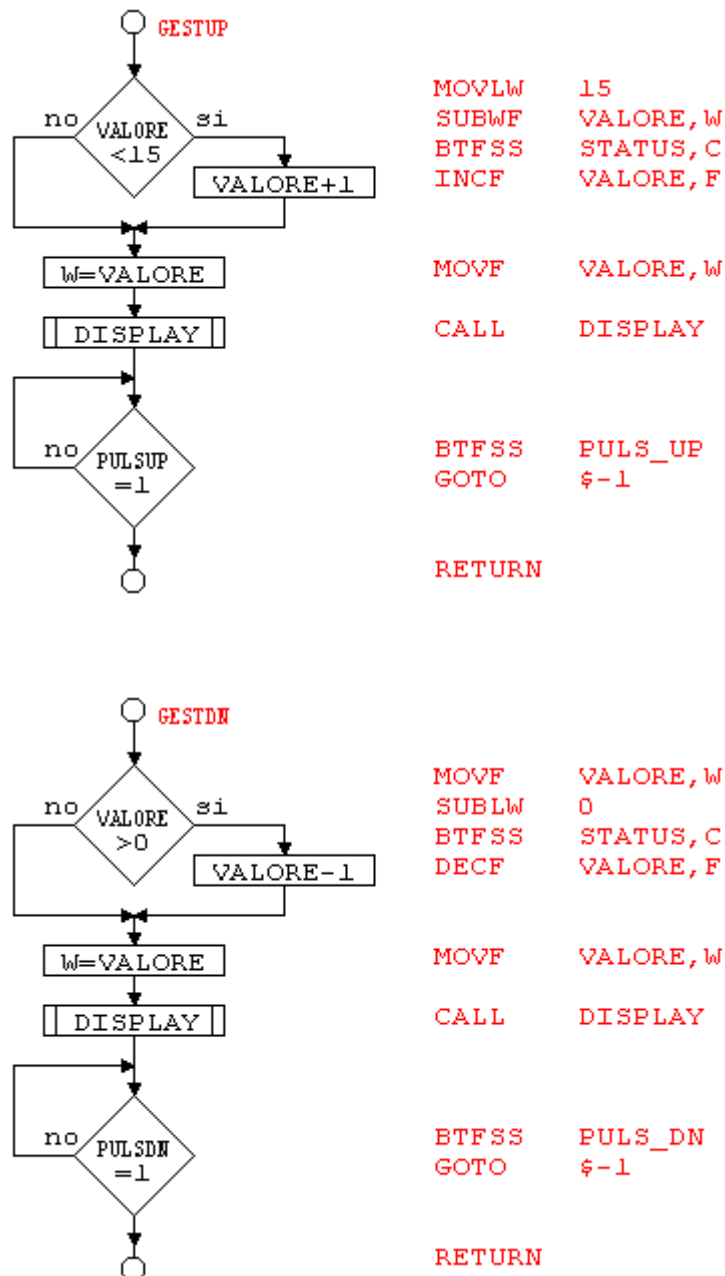 GESTUP
MOVLW 15
no VALORE si SUBWF VALORE,W
<15 BTFSS STATUS,C
VALORE+1 INCF VALORE,F
W=VALORE MOVF VALORE,W
DISPLAY CALL DISPLAY
no PULSUP BTFSS PULS_UP
=1 GOTO $-1
RETURN
GESTDN
MOVF VALORE,W
no VALORE si SUBLW 0
>0 BTFSS STATUS,C
VALORE-1 DECF VALORE,F
W=VALORE MOVF VALORE,W
DISPLAY CALL DISPLAY
no PULSDN BTFSS PULS_DN
=1 GOTO $-1
RETURN